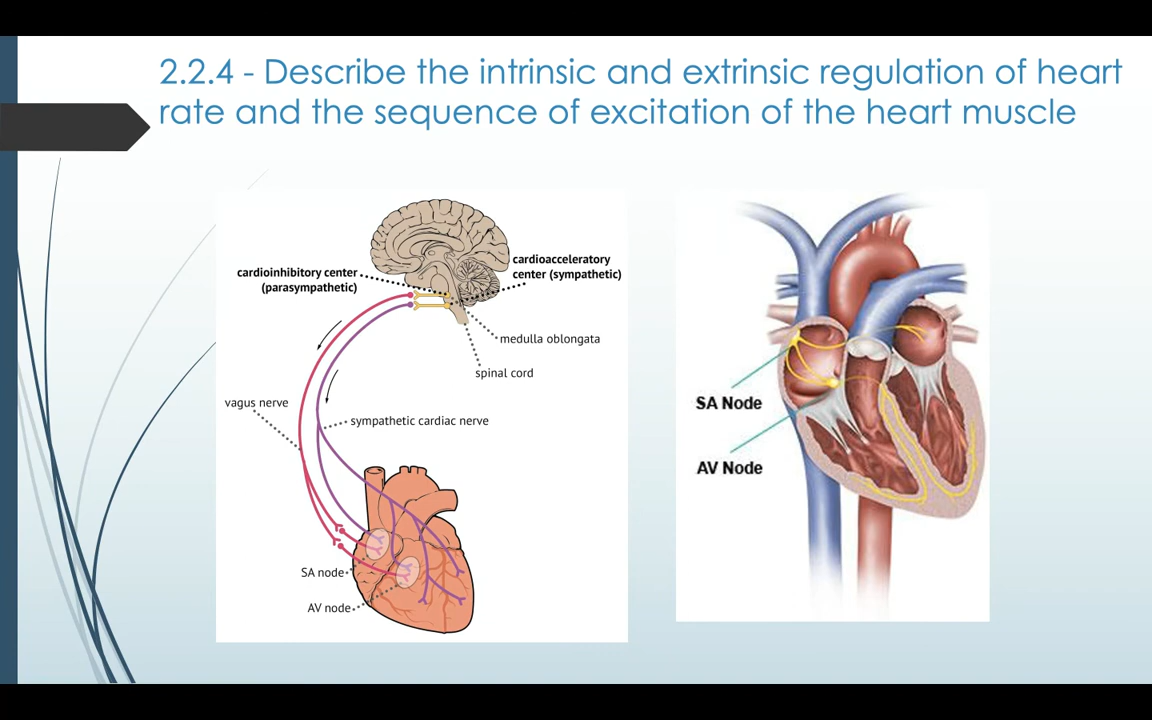 2.2.4 - Describe the intrinsic and extrinsic regulation of heart
rate and the sequence of excitation of the heart muscle
cardioinhibitory center
(parasympathetic)
cardioacceleratory
center (sympathetic)
medulla oblongata
spinal cord
vagus nerve
sympathetic cardiac nerve
SA node
AV node
SA Node
AV Node